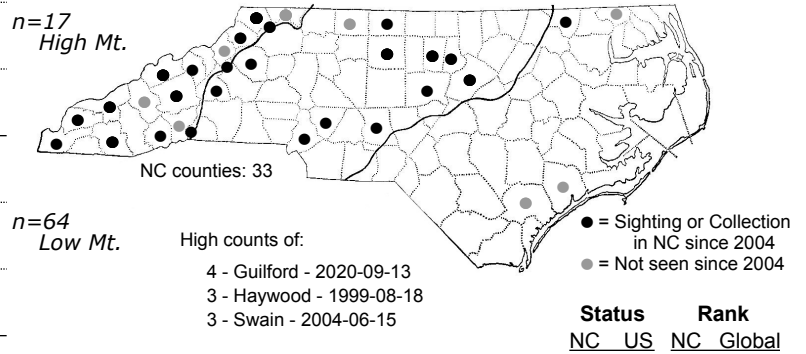 n=17
High Mt.
NC counties: 33
n=64
Low Mt.
High counts of:
4 - Guilford - 2020-09-13
3 - Haywood - 1999-08-18
3 - Swain - 2004-06-15
● = Sighting or Collection
in NC since 2004
● = Not seen since 2004
Status Rank
NC US NC Global